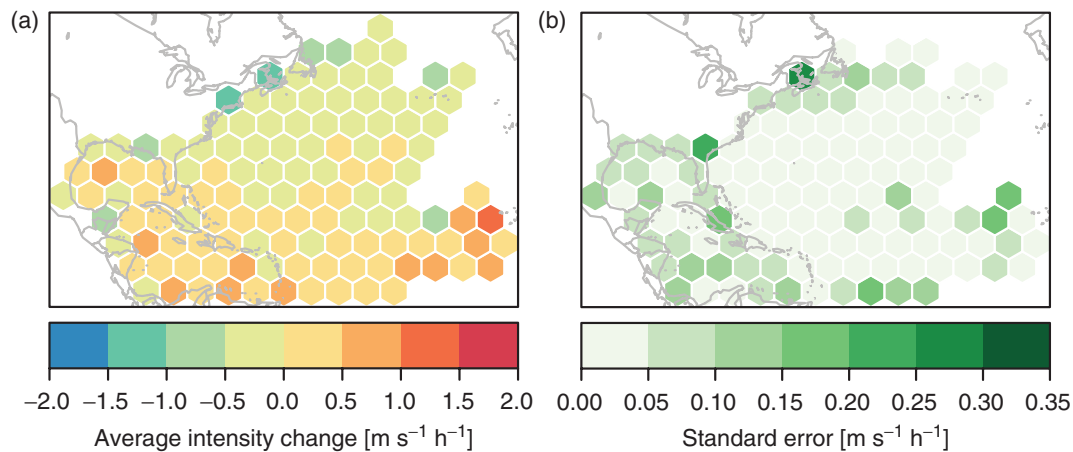 (a)
(b)
−2.0 −1.5 −1.0 −0.5 0.0 0.5 1.0 1.5 2.0
0.00 0.05 0.10 0.15 0.20 0.25 0.30 0.35
Average intensity change [m s⁻¹ h⁻¹]
Standard error [m s⁻¹ h⁻¹]